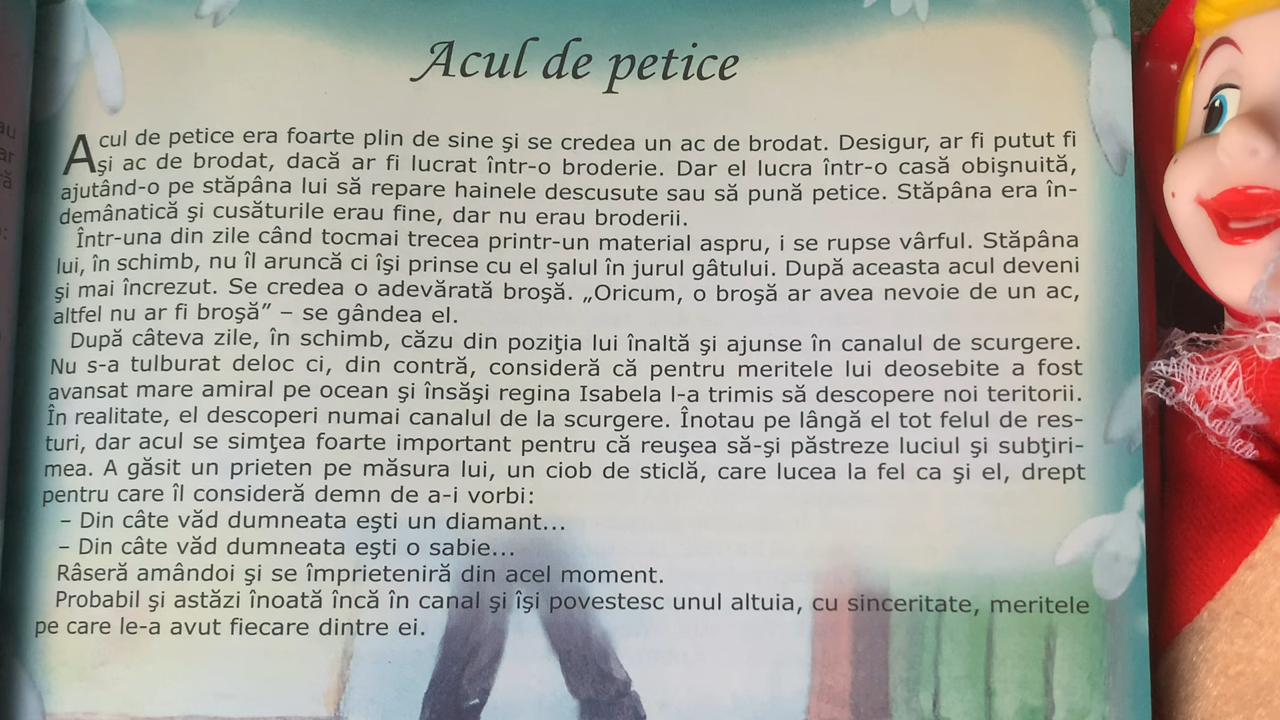 Acul de petice
Acul de petice era foarte plin de sine şi se credea un ac de brodat. Desigur, ar fi putut fi
şi ac de brodat, dacă ar fi lucrat într-o broderie. Dar el lucra într-o casă obişnuită,
ajutând-o pe stăpâna lui să repare hainele descusute sau să pună petice. Stăpâna era în-
demânatică şi cusăturile erau fine, dar nu erau broderii.
Într-una din zile când tocmai trecea printr-un material aspru, i se rupse vârful. Stăpâna
lui, în schimb, nu îl aruncă ci îşi prinse cu el şalul în jurul gâtului. După aceasta acul deveni
şi mai încrezut. Se credea o adevărată broşă. „Oricum, o broşă ar avea nevoie de un ac,
altfel nu ar fi broşă” – se gândea el.
După câteva zile, în schimb, căzu din poziţia lui înaltă şi ajunse în canalul de scurgere.
Nu s-a tulburat deloc ci, din contră, consideră că pentru meritele lui deosebite a fost
avansat mare amiral pe ocean şi însăşi regina Isabela l-a trimis să descopere noi teritorii.
În realitate, el descoperi numai canalul de la scurgere. Înotau pe lângă el tot felul de res-
turi, dar acul se simţea foarte important pentru că reuşea să-şi păstreze luciul şi subţiri-
mea. A găsit un prieten pe măsura lui, un ciob de sticlă, care lucea la fel ca şi el, drept
pentru care îl consideră demn de a-i vorbi:
– Din câte văd dumneata eşti un diamant...
– Din câte văd dumneata eşti o sabie...
Râseră amândoi şi se împrieteniră din acel moment.
Probabil şi astăzi înoată încă în canal şi îşi povestesc unul altuia, cu sinceritate, meritele
pe care le-a avut fiecare dintre ei.